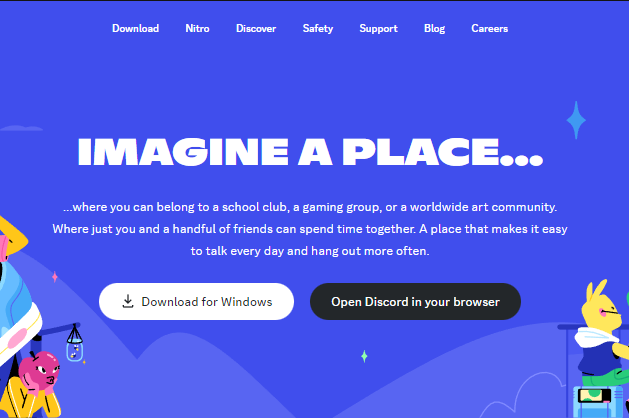 Download Nitro Discover Safety Support Blog Careers
IMAGINE A PLACE...
...where you can belong to a school club, a gaming group, or a worldwide art community.
Where just you and a handful of friends can spend time together. A place that makes it easy
to talk every day and hang out more often.
Download for Windows Open Discord in your browser